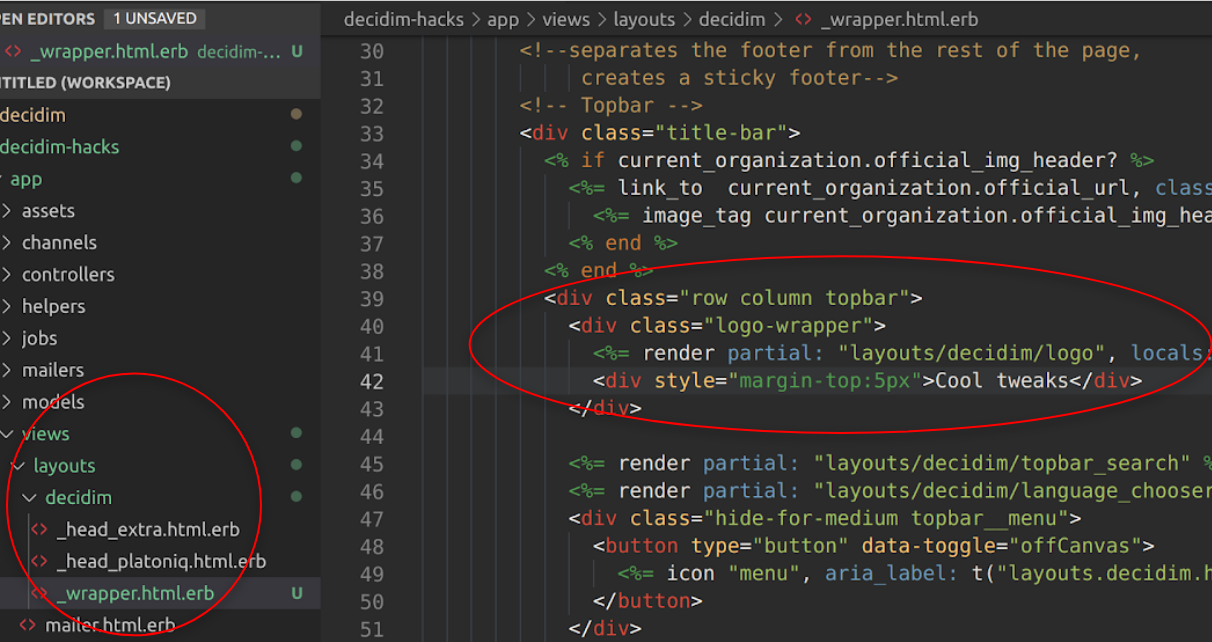 PEN EDITORS 1 UNSAVED
<> _wrapper.html.erb decidim-... U
NTITLED (WORKSPACE)
decidim
decidim-hacks
app
> assets
> channels
> controllers
> helpers
> jobs
> mailers
> models
views
layouts
decidim
<> _head_extra.html.erb
<> _head_platoniq.html.erb
<> _wrapper.html.erb U
<> mailer.html.erb
decidim-hacks > app > views > layouts > decidim > <> _wrapper.html.erb
30 <!--separates the footer from the rest of the page,
31 creates a sticky footer-->
32 <!-- Topbar -->
33 <div class="title-bar">
34 <% if current_organization.official_img_header? %>
35 <%= link_to  current_organization.official_url, class
36 <%= image_tag current_organization.official_img_hea
37 <% end %>
38 <% end %>
39 <div class="row column topbar">
40 <div class="logo-wrapper">
41 <%= render partial: "layouts/decidim/logo", locals:
42 <div style="margin-top:5px">Cool tweaks</div>
43 </div>
44
45 <%= render partial: "layouts/decidim/topbar_search" %
46 <%= render partial: "layouts/decidim/language_chooser
47 <div class="hide-for-medium topbar__menu">
48 <button type="button" data-toggle="offCanvas">
49 <%= icon "menu", aria_label: t("layouts.decidim.h
50 </button>
51 </div>